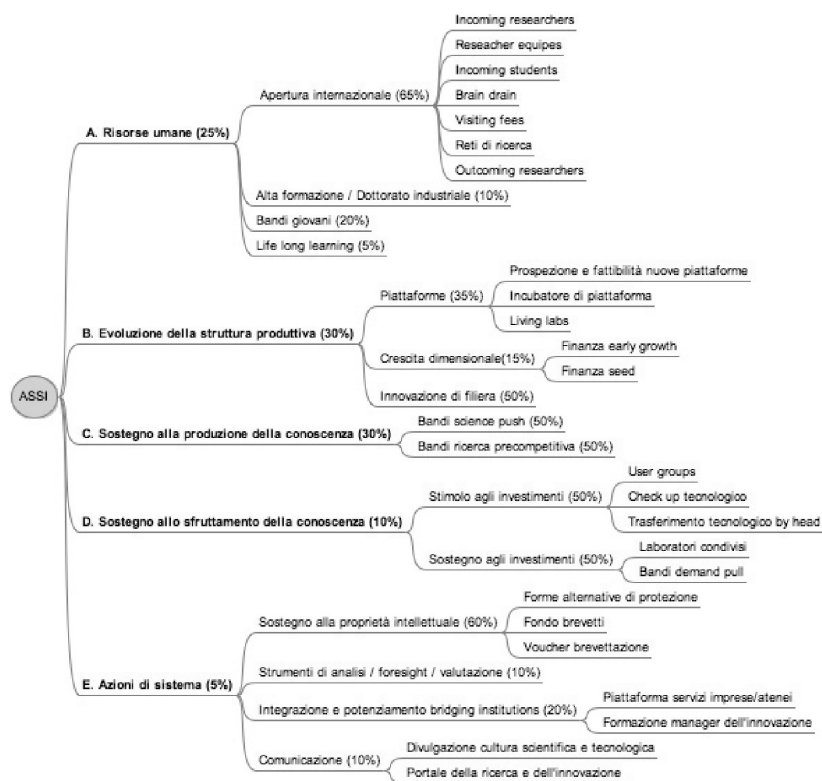 ASSI
A. Risorse umane (25%)
Apertura internazionale (65%)
Incoming researchers
Reseacher equipes
Incoming students
Brain drain
Visiting fees
Reti di ricerca
Outcoming researchers
Alta formazione / Dottorato industriale (10%)
Bandi giovani (20%)
Life long learning (5%)
B. Evoluzione della struttura produttiva (30%)
Piattaforme (35%)
Prospezione e fattibilità nuove piattaforme
Incubatore di piattaforma
Living labs
Crescita dimensionale(15%)
Finanza early growth
Finanza seed
Innovazione di filiera (50%)
C. Sostegno alla produzione della conoscenza (30%)
Bandi science push (50%)
Bandi ricerca precompetitiva (50%)
D. Sostegno allo sfruttamento della conoscenza (10%)
Stimolo agli investimenti (50%)
User groups
Check up tecnologico
Trasferimento tecnologico by head
Sostegno agli investimenti (50%)
Laboratori condivisi
Bandi demand pull
E. Azioni di sistema (5%)
Sostegno alla proprietà intellettuale (60%)
Forme alternative di protezione
Fondo brevetti
Voucher brevettazione
Strumenti di analisi / foresight / valutazione (10%)
Integrazione e potenziamento bridging institutions (20%)
Piattaforma servizi imprese/atenei
Formazione manager dell'innovazione
Comunicazione (10%)
Divulgazione cultura scientifica e tecnologica
Portale della ricerca e dell'innovazione